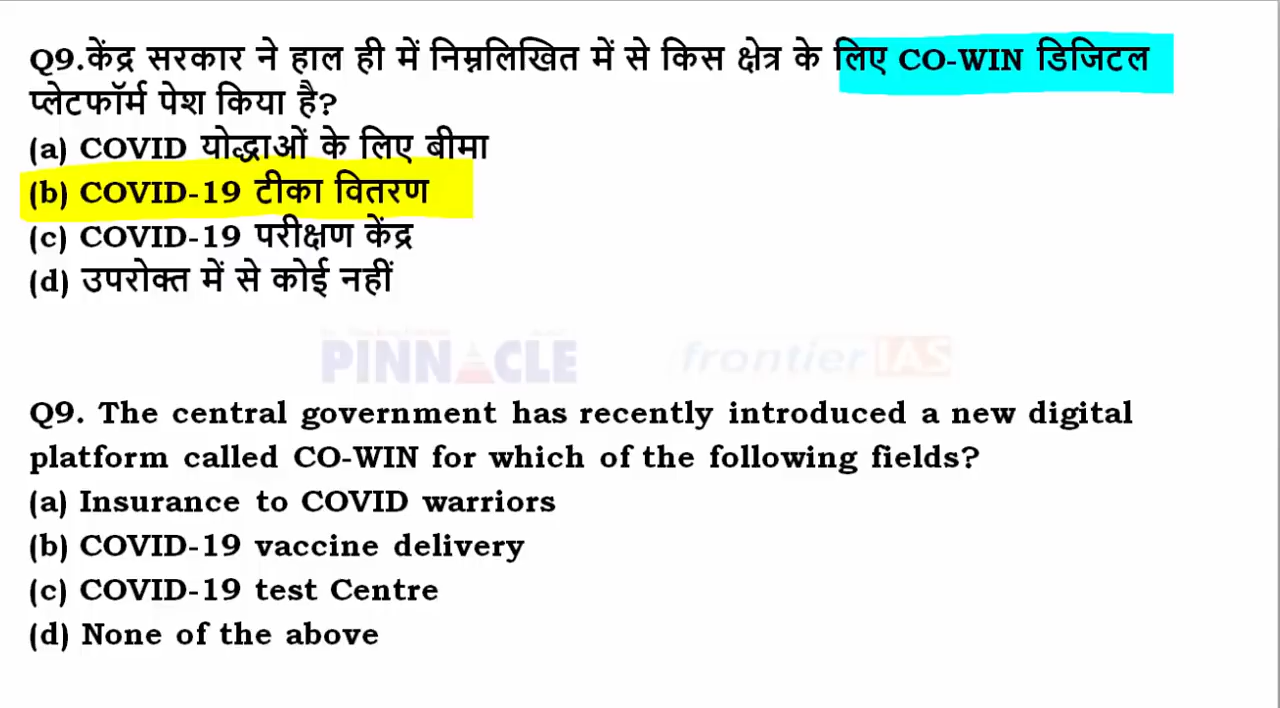 Q9.केंद्र सरकार ने हाल ही में निम्नलिखित में से किस क्षेत्र के लिए CO-WIN डिजिटल
प्लेटफॉर्म पेश किया है?
(a) COVID योद्धाओं के लिए बीमा
(b) COVID-19 टीका वितरण
(c) COVID-19 परीक्षण केंद्र
(d) उपरोक्त में से कोई नहीं
PINNACLE frontier IAS
Q9. The central government has recently introduced a new digital
platform called CO-WIN for which of the following fields?
(a) Insurance to COVID warriors
(b) COVID-19 vaccine delivery
(c) COVID-19 test Centre
(d) None of the above